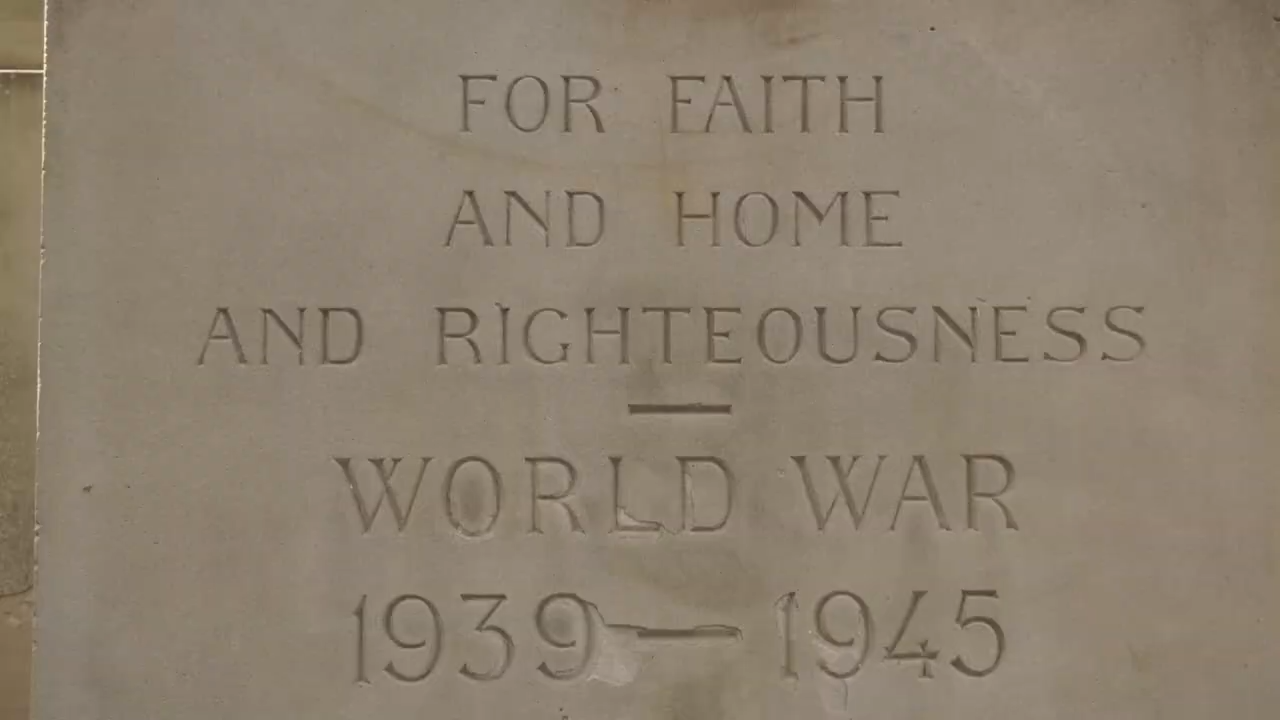 FOR FAITH
AND HOME
AND RIGHTEOUSNESS
—
WORLD WAR
1939—1945